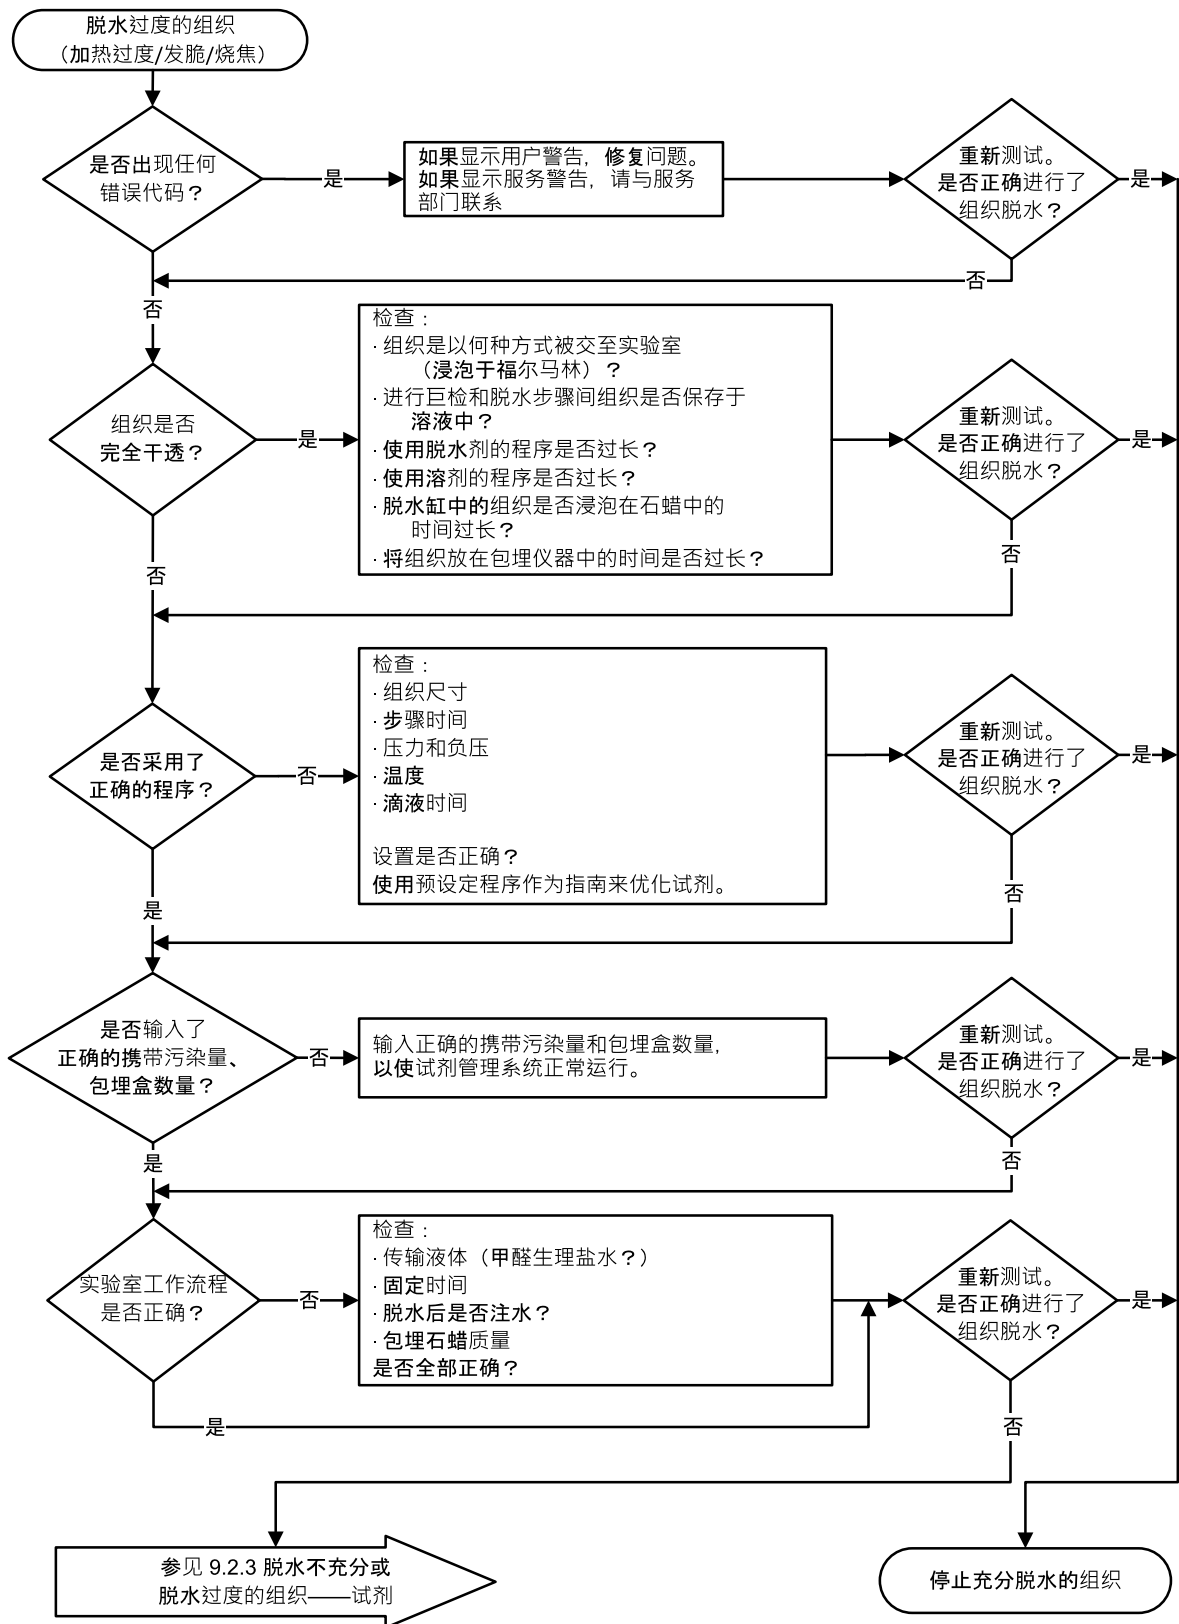 脱水过度的组织
（加热过度/发脆/烧焦）
是否出现任何
错误代码？
是
如果显示用户警告，修复问题。
如果显示服务警告，请与服务
部门联系
重新测试。
是否正确进行了
组织脱水？
是
否
否
组织是否
完全干透？
是
检查：
· 组织是以何种方式被交至实验室
（浸泡于福尔马林）？
· 进行巨检和脱水步骤间组织是否保存于
溶液中？
· 使用脱水剂的程序是否过长？
· 使用溶剂的程序是否过长？
· 脱水缸中的组织是否浸泡在石蜡中的
时间过长？
· 将组织放在包埋仪器中的时间是否过长？
重新测试。
是否正确进行了
组织脱水？
是
否
否
是否采用了
正确的程序？
否
检查：
· 组织尺寸
· 步骤时间
· 压力和负压
· 温度
· 滴液时间
设置是否正确？
使用预设定程序作为指南来优化试剂。
重新测试。
是否正确进行了
组织脱水？
是
否
是
是否输入了
正确的携带污染量、
包埋盒数量？
否
输入正确的携带污染量和包埋盒数量，
以使试剂管理系统正常运行。
重新测试。
是否正确进行了
组织脱水？
是
否
是
实验室工作流程
是否正确？
否
检查：
· 传输液体（甲醛生理盐水？）
· 固定时间
· 脱水后是否注水？
· 包埋石蜡质量
是否全部正确？
重新测试。
是否正确进行了
组织脱水？
是
是
否
参见 9.2.3 脱水不充分或
脱水过度的组织——试剂
停止充分脱水的组织